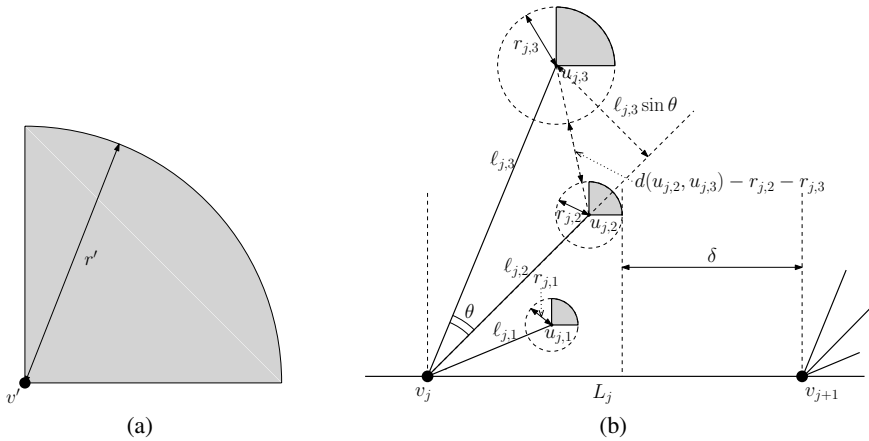 r′
v′
(a)
r_{j,3}
u_{j,3}
ℓ_{j,3} sin θ
ℓ_{j,3}
d(u_{j,2}, u_{j,3}) − r_{j,2} − r_{j,3}
r_{j,2}
u_{j,2}
ℓ_{j,2}
r_{j,1}
δ
θ
ℓ_{j,1}
u_{j,1}
v_j
L_j
v_{j+1}
(b)